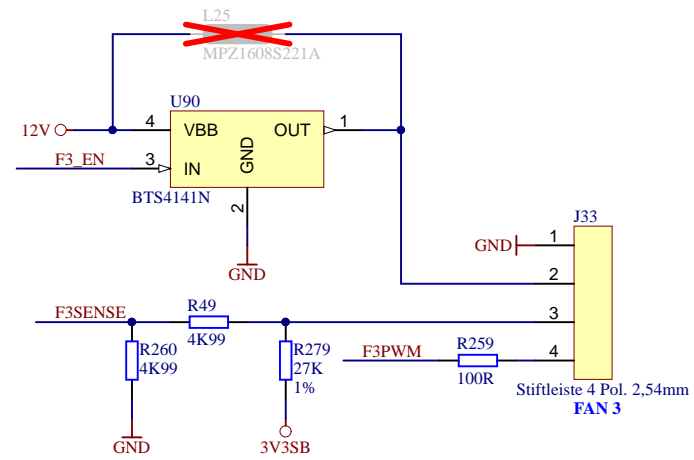 L25
MPZ1608S221A
U90
12V
4
VBB
OUT
1
F3_EN
3
IN
GND
BTS4141N
2
GND
J33
GND
1
2
F3SENSE
R49
4K99
3
R260
4K99
R279
27K
1%
F3PWM
R259
100R
4
Stiftleiste 4 Pol. 2,54mm
FAN 3
GND
3V3SB